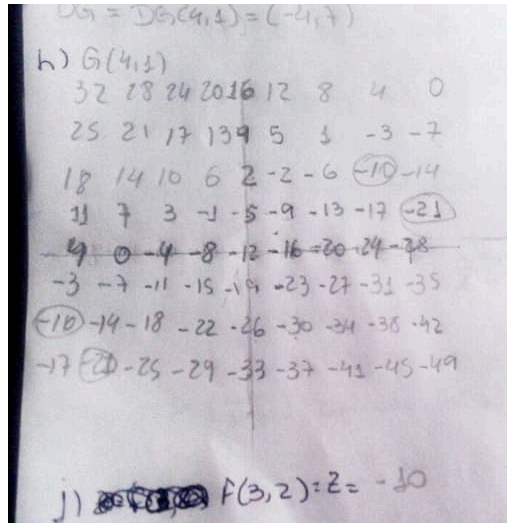 DG = DG(4,1) = (-4,7)
h) G(4,1)
32 28 24 20 16 12 8 4 0
25 21 17 13 9 5 1 -3 -7
18 14 10 6 2 -2 -6 -10 -14
11 7 3 -1 -5 -9 -13 -17 -21
4 0 -4 -8 -12 -16 -20 -24 -28
-3 -7 -11 -15 -19 -23 -27 -31 -35
-10 -14 -18 -22 -26 -30 -34 -38 -42
-17 -21 -25 -29 -33 -37 -41 -45 -49
j) F(3,2)=Z= -10